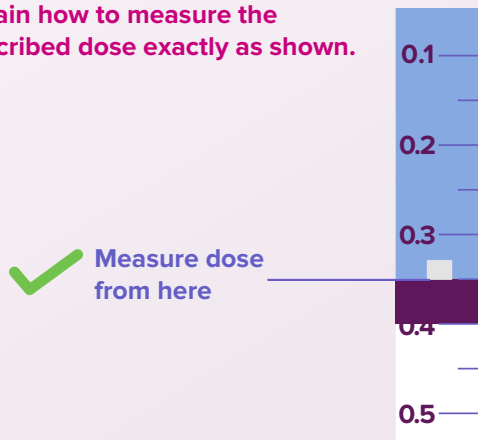 ain how to measure the
cribed dose exactly as shown.
0.1
0.2
0.3
Measure dose
from here
0.4
0.5